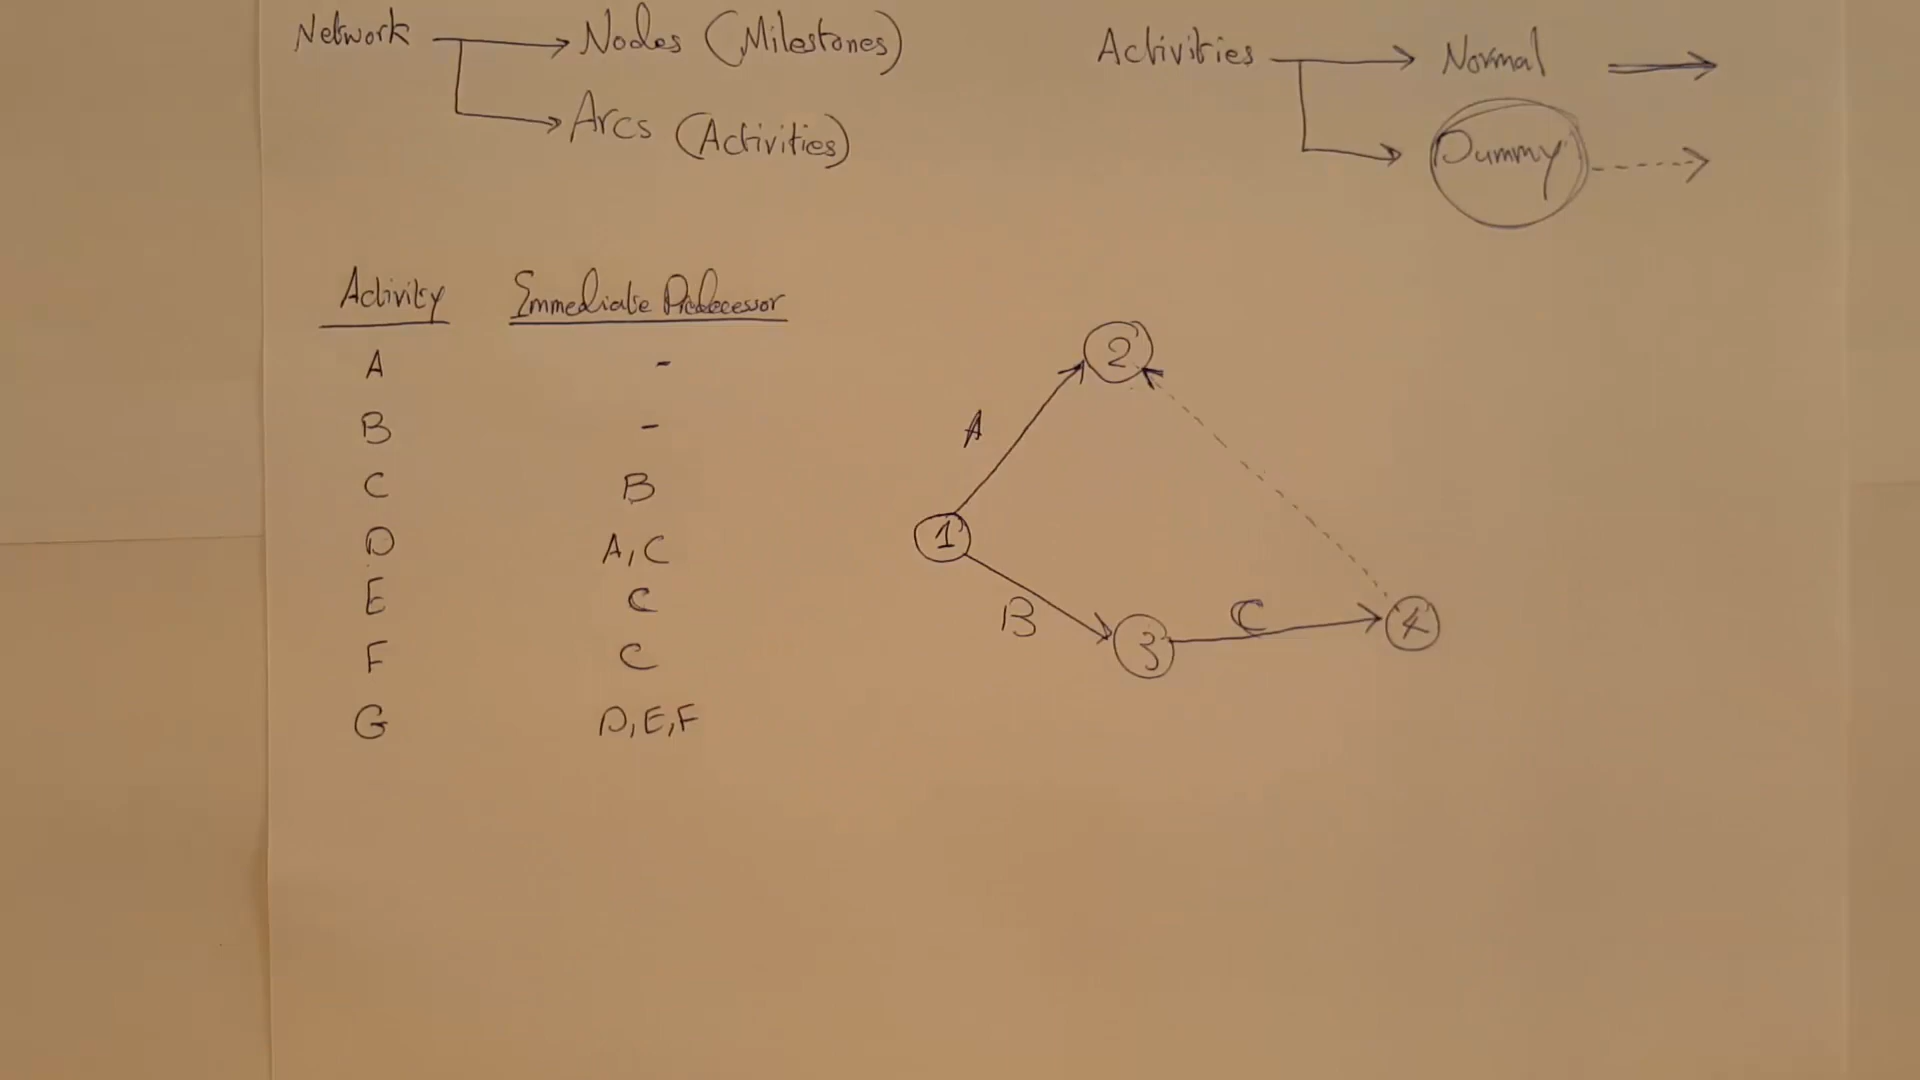 Network Nodes (Milestones)
Arcs (Activities)
Activities Normal
Dummy
Activity Immediate Predecessor
A -
B -
C B
D A,C
E C
F C
G D,E,F
2
A
1
B
3
C
4